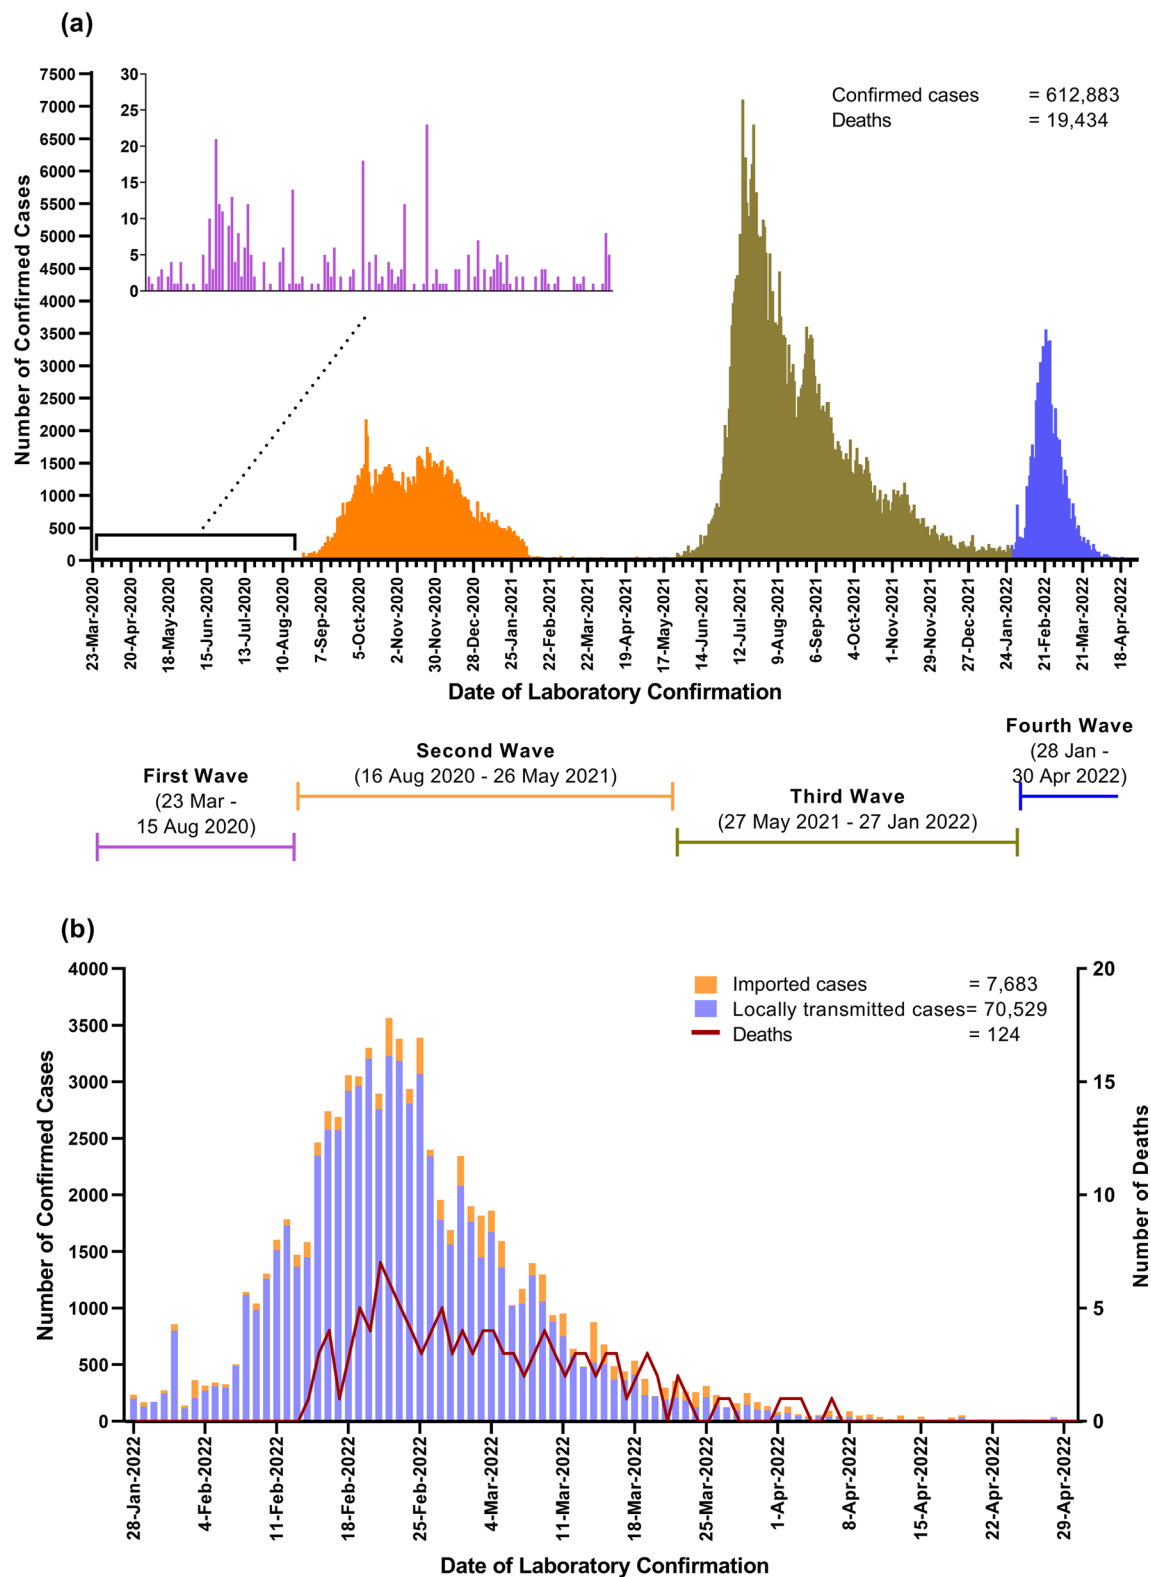 (a)
30
25
20
15
10
5
0
7500
7000
6500
6000
5500
5000
4500
4000
3500
3000
2500
2000
1500
1000
500
0
Number of Confirmed Cases
Confirmed cases = 612,883
Deaths = 19,434
23-Mar-2020
20-Apr-2020
18-May-2020
15-Jun-2020
13-Jul-2020
10-Aug-2020
7-Sep-2020
5-Oct-2020
2-Nov-2020
30-Nov-2020
28-Dec-2020
25-Jan-2021
22-Feb-2021
22-Mar-2021
19-Apr-2021
17-May-2021
14-Jun-2021
12-Jul-2021
9-Aug-2021
6-Sep-2021
4-Oct-2021
1-Nov-2021
29-Nov-2021
27-Dec-2021
24-Jan-2022
21-Feb-2022
21-Mar-2022
18-Apr-2022
Date of Laboratory Confirmation
First Wave
(23 Mar -
15 Aug 2020)
Second Wave
(16 Aug 2020 - 26 May 2021)
Third Wave
(27 May 2021 - 27 Jan 2022)
Fourth Wave
(28 Jan -
30 Apr 2022)
(b)
4000
3500
3000
2500
2000
1500
1000
500
0
Number of Confirmed Cases
Imported cases = 7,683
Locally transmitted cases= 70,529
Deaths = 124
20
15
10
5
0
Number of Deaths
28-Jan-2022
4-Feb-2022
11-Feb-2022
18-Feb-2022
25-Feb-2022
4-Mar-2022
11-Mar-2022
18-Mar-2022
25-Mar-2022
1-Apr-2022
8-Apr-2022
15-Apr-2022
22-Apr-2022
29-Apr-2022
Date of Laboratory Confirmation